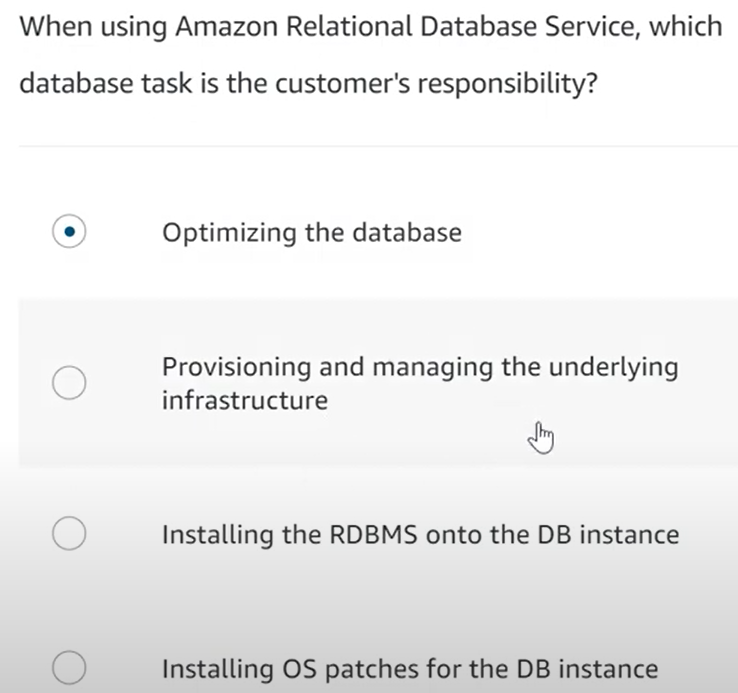 When using Amazon Relational Database Service, which
database task is the customer's responsibility?
Optimizing the database
Provisioning and managing the underlying
infrastructure
Installing the RDBMS onto the DB instance
Installing OS patches for the DB instance